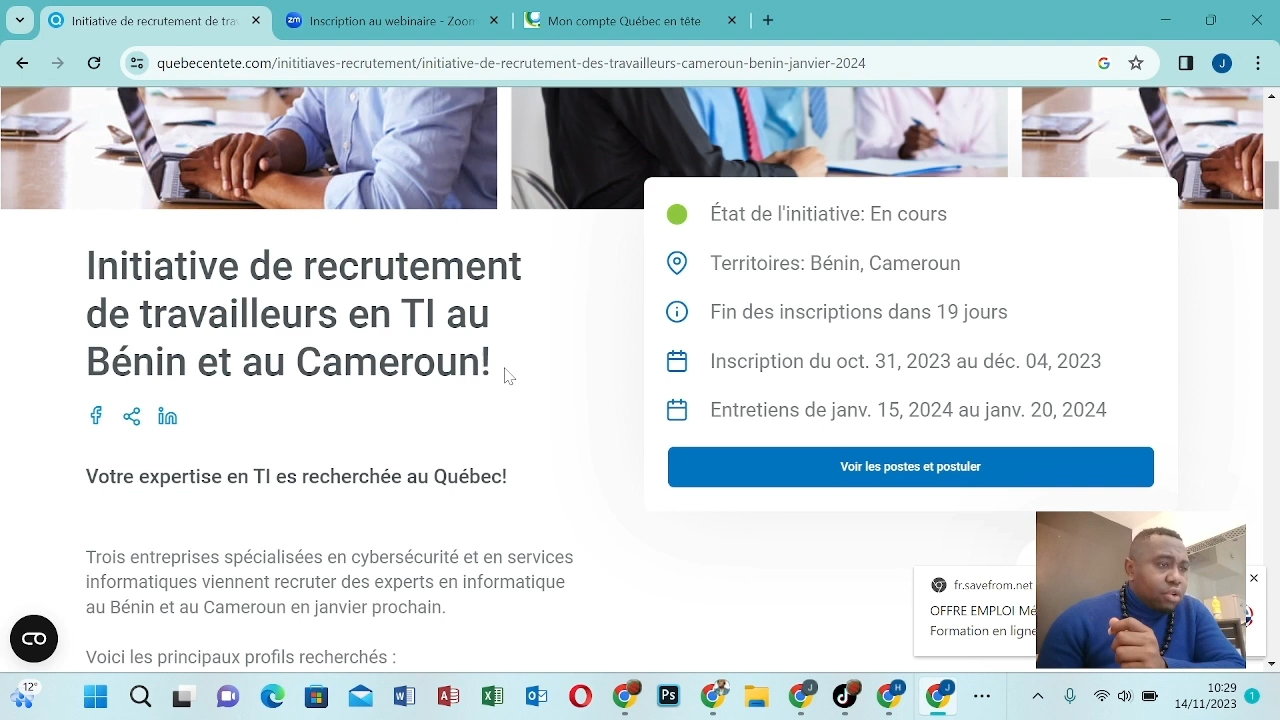 Initiative de recrutement de trav
Inscription au webinaire - Zoom
Mon compte Québec en tête
quebecentete.com/inititiaves-recrutement/initiative-de-recrutement-des-travailleurs-cameroun-benin-janvier-2024
J
État de l'initiative: En cours
Territoires: Bénin, Cameroun
Fin des inscriptions dans 19 jours
Inscription du oct. 31, 2023 au déc. 04, 2023
Entretiens de janv. 15, 2024 au janv. 20, 2024
Voir les postes et postuler
Initiative de recrutement
de travailleurs en TI au
Bénin et au Cameroun!
Votre expertise en TI es recherchée au Québec!
Trois entreprises spécialisées en cybersécurité et en services
informatiques viennent recruter des experts en informatique
au Bénin et au Cameroun en janvier prochain.
Voici les principaux profils recherchés :
fr.savefrom.net
OFFRE EMPLOI Mé
Formation en ligne
12°
10:29
14/11/2023
1